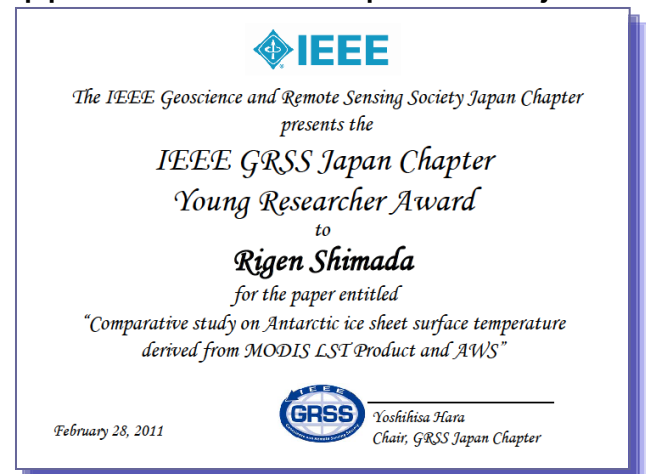 IEEE
The IEEE Geoscience and Remote Sensing Society Japan Chapter
presents the
IEEE GRSS Japan Chapter
Young Researcher Award
to
Rigen Shimada
for the paper entitled
“Comparative study on Antarctic ice sheet surface temperature
derived from MODIS LST Product and AWS”
IEEE
GRSS
Yoshihisa Hara
February 28, 2011
Chair, GRSS Japan Chapter